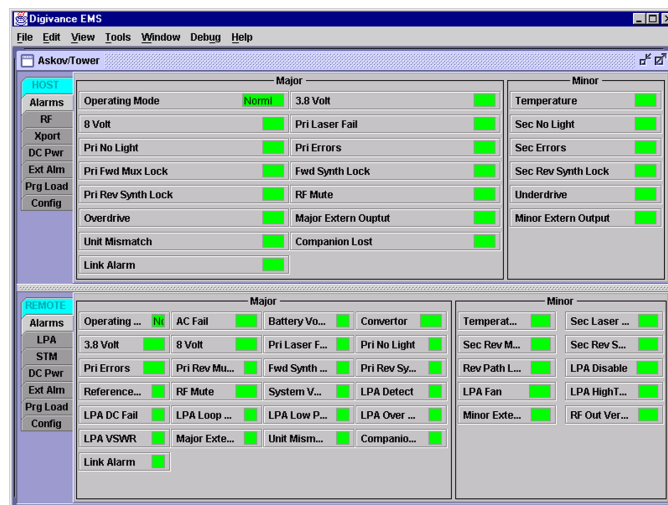 Digivance EMS
File Edit View Tools Window Debug Help
Askov/Tower
HOST
Alarms
RF
Xport
DC Pwr
Ext Alm
Prg Load
Config
Major
Operating Mode Norml 3.8 Volt
8 Volt Pri Laser Fail
Pri No Light Pri Errors
Pri Fwd Mux Lock Fwd Synth Lock
Pri Rev Synth Lock RF Mute
Overdrive Major Extern Ouptut
Unit Mismatch Companion Lost
Link Alarm
Minor
Temperature
Sec No Light
Sec Errors
Sec Rev Synth Lock
Underdrive
Minor Extern Output
REMOTE
Alarms
LPA
STM
DC Pwr
Ext Alm
Prg Load
Config
Major
Operating ... No AC Fail Battery Vo... Convertor
3.8 Volt 8 Volt Pri Laser F... Pri No Light
Pri Errors Pri Rev Mu... Fwd Synth ... Pri Rev Sy...
Reference... RF Mute System V... LPA Detect
LPA DC Fail LPA Loop ... LPA Low P... LPA Over ...
LPA VSWR Major Exte... Unit Mism... Companio...
Link Alarm
Minor
Temperat... Sec Laser ...
Sec Rev M... Sec Rev S...
Rev Path L... LPA Disable
LPA Fan LPA HighT...
Minor Exte... RF Out Ver...